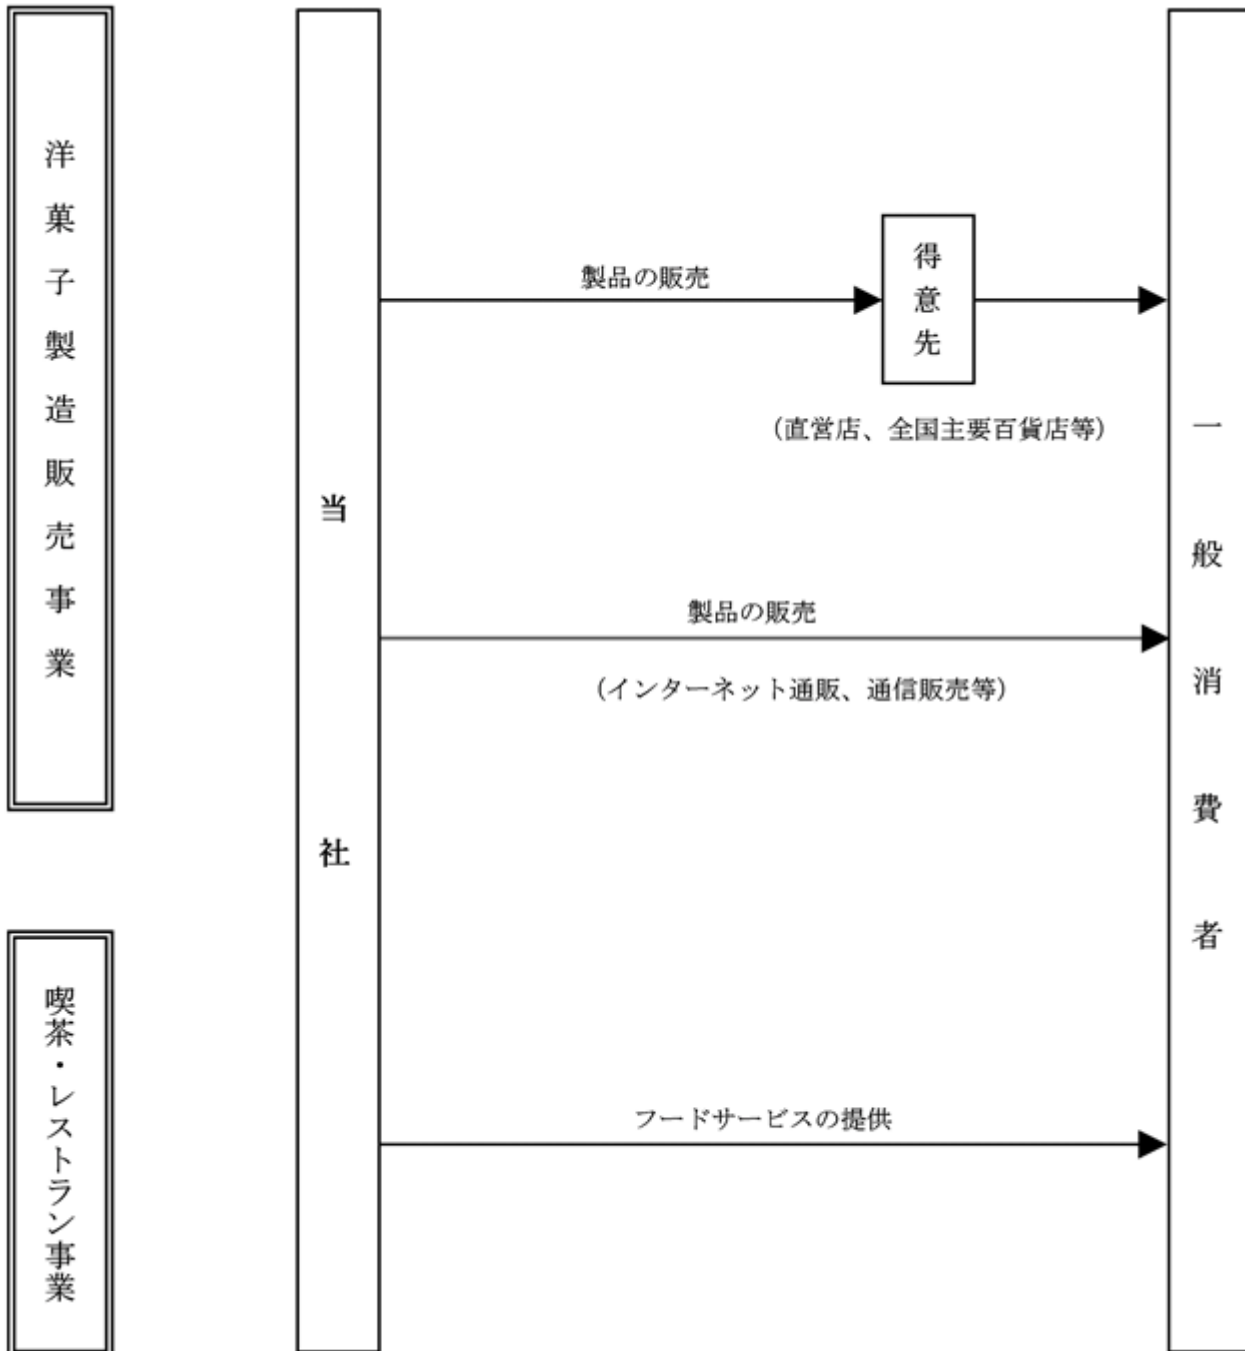 洋菓子製造販売事業
喫茶・レストラン事業
当社
製品の販売
得意先
（直営店、全国主要百貨店等）
製品の販売
（インターネット通販、通信販売等）
フードサービスの提供
一般消費者